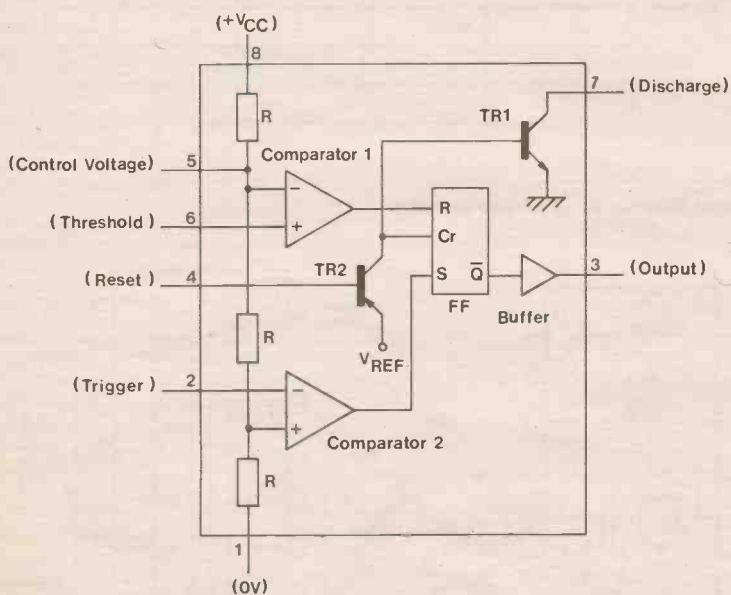 (+VCC)
8
7 (Discharge)
R
TR1
(Control Voltage) 5
Comparator 1
(Threshold) 6
R
Cr
(Reset) 4
TR2
S Q̅
3 (Output)
FF
Buffer
R
VREF
(Trigger) 2
Comparator 2
R
1
(0V)